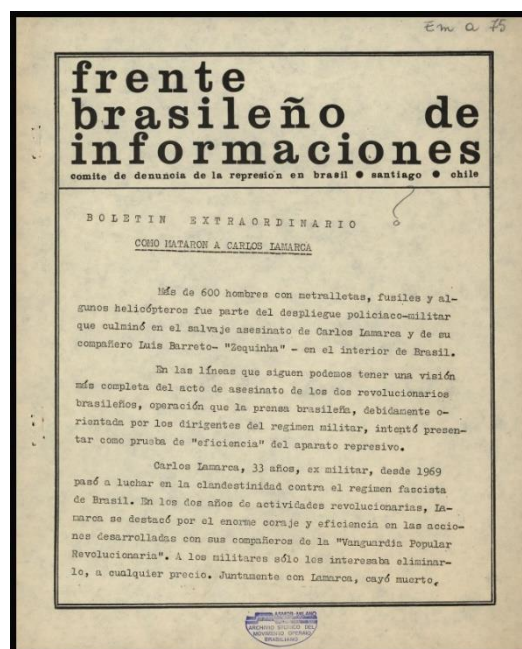 Em a 75
frente
brasileño de
informaciones
comite de denuncia de la represión en brasil ● santiago ● chile
BOLETIN EXTRAORDINARIO
COMO MATARON A CARLOS LAMARCA
Más de 600 hombres con metralletas, fusiles y al-
gunos helicópteros fue parte del despliegue policiaco-militar
que culminó en el salvaje asesinato de Carlos Lamarca y de su
compañero Luis Barreto- "Zequinha" - en el interior de Brasil.
En las líneas que siguen podemos tener una visión
más completa del acto de asesinato de los dos revolucionarios
brasileños, operación que la prensa brasileña, debidamente o-
rientada por los dirigentes del regimen militar, intentó presen-
tar como prueba de "eficiencia" del aparato represivo.
Carlos Lamarca, 33 años, ex militar, desde 1969
pasó a luchar en la clandestinidad contra el regimen fascista
de Brasil. En los dos años de actividades revolucionarias, La-
marca se destacó por el enorme coraje y eficiencia en las accio-
nes desarrolladas con sus compañeros de la "Vanguardia Popular
Revolucionaria". A los militares sólo les interesaba eliminar-
lo, a cualquier precio. Juntamente con Lamarca, cayó muerto,
ARCHIVIO STORICO DEL
MOVIMENTO OPERAIO
BRASILIANO